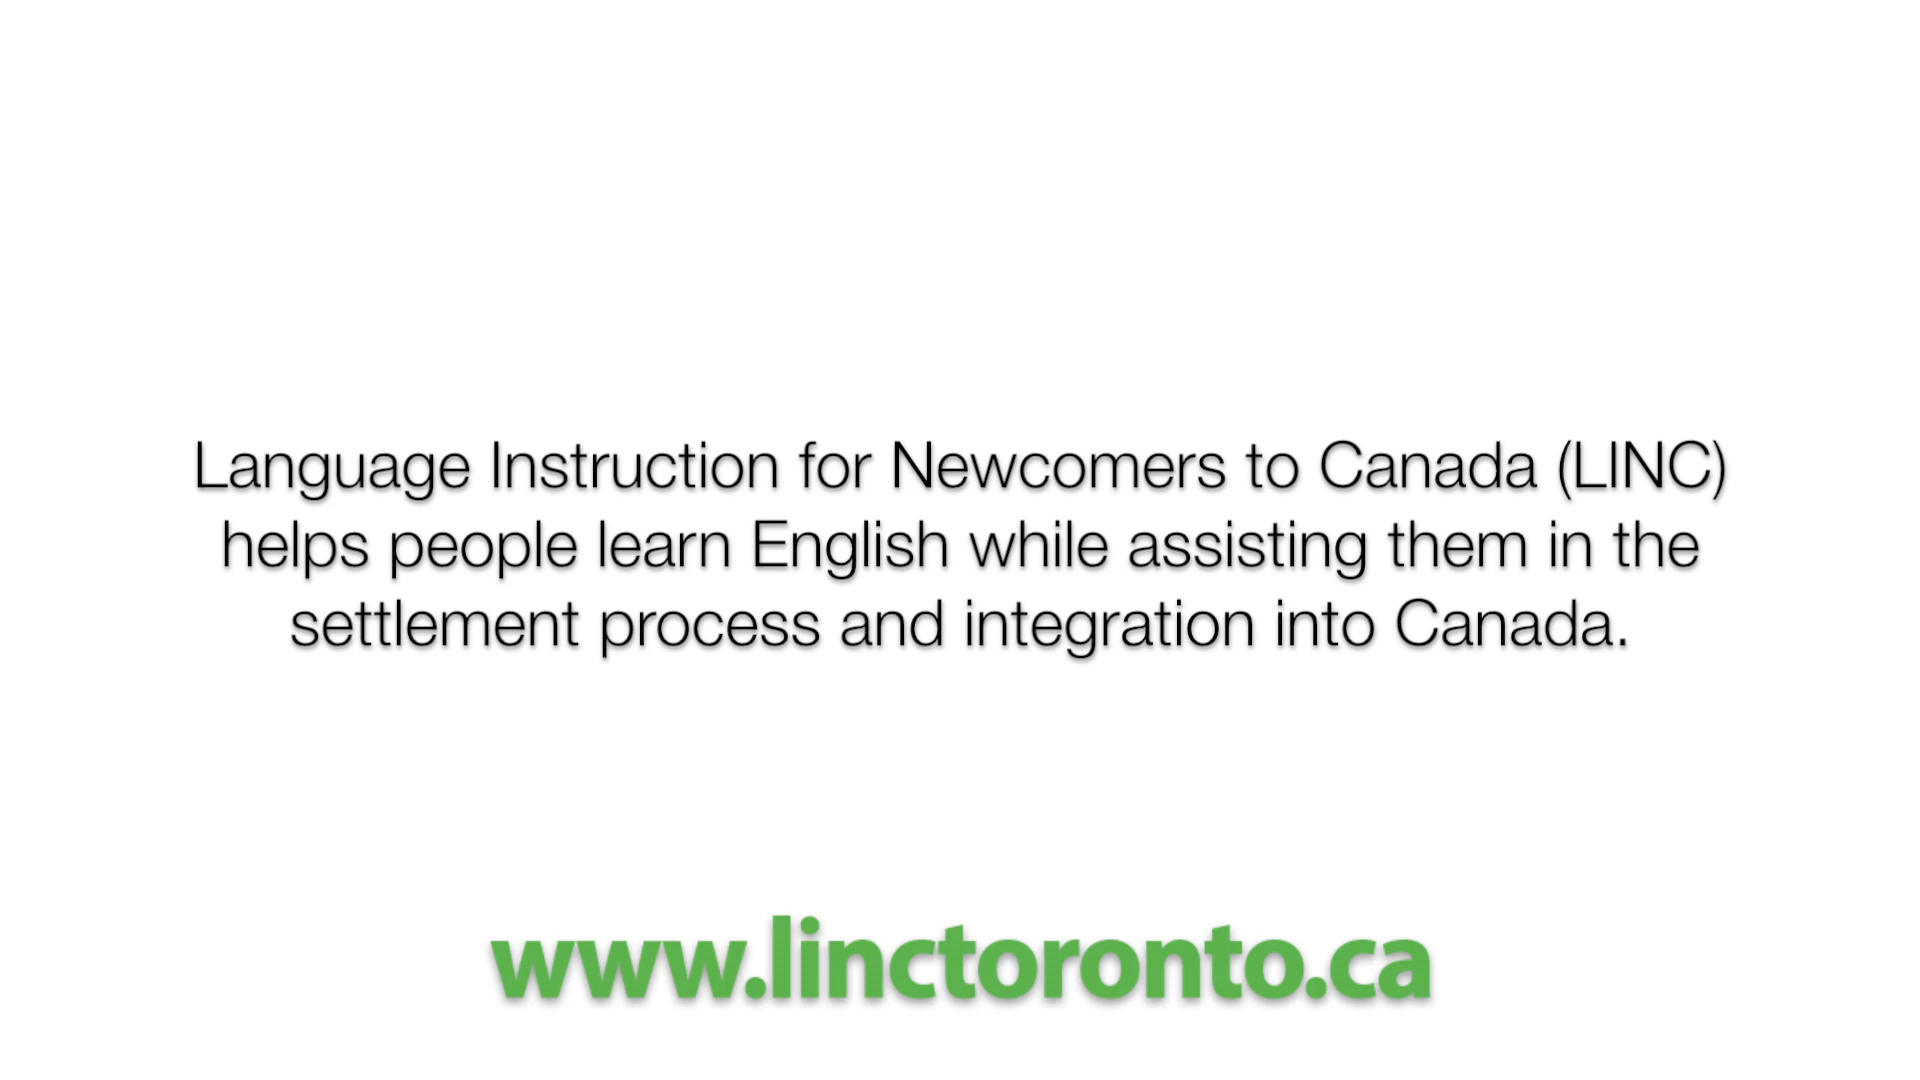 Language Instruction for Newcomers to Canada (LINC)
helps people learn English while assisting them in the
settlement process and integration into Canada.
www.linctoronto.ca